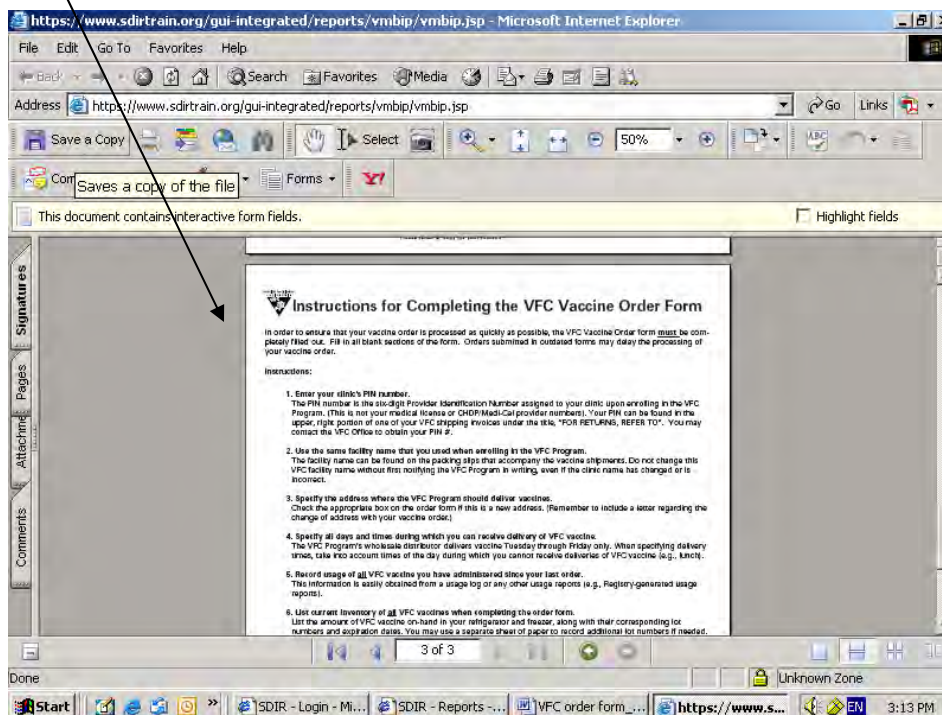 https://www.sdirtrain.org/gui-integrated/reports/vmbip/vmbip.jsp - Microsoft Internet Explorer
File Edit Go To Favorites Help
Back Search Favorites Media
Address https://www.sdirtrain.org/gui-integrated/reports/vmbip/vmbip.jsp Go Links
Save a Copy Select 50%
Saves a copy of the file Forms Y!
This document contains interactive form fields. Highlight fields
Signatures
Pages
Comments
Instructions for Completing the VFC Vaccine Order Form
In order to ensure that your vaccine order is processed as quickly as possible, the VFC Vaccine Order form must be com-
pletely filled out. Fill in all blank sections of the form. Orders submitted in outdated forms may delay the processing of
your vaccine order.
Instructions:
1. Enter your clinic's PIN number.
The PIN number is the six-digit Provider Identification Number assigned to your clinic upon enrolling in the VFC
Program. (This is not your medical license or CHDP/Medi-Cal provider numbers). Your PIN can be found in the
upper, right portion of one of your VFC shipping invoices under the title, "FOR RETURNS, REFER TO". You may
contact the VFC Office to obtain your PIN #.
2. Use the same facility name that you used when enrolling in the VFC Program.
The facility name can be found on the packing slips that accompany the vaccine shipments. Do not change this
VFC facility name without first notifying the VFC Program in writing, even if the clinic name has changed or is
incorrect.
3. Specify the address where the VFC Program should deliver vaccines.
Check the appropriate box on the order form if this is a new address. (Remember to include a letter regarding the
change of address with your vaccine order.)
4. Specify all days and times during which you can receive delivery of VFC vaccine.
The VFC Program's wholesale distributor delivers vaccine Tuesday through Friday only. When specifying delivery
times, take into account times of the day during which you cannot receive deliveries of VFC vaccine (e.g., lunch).
5. Record usage of all VFC vaccine you have administered since your last order.
This information is easily obtained from a usage log or any other usage reports (e.g., Registry-generated usage
reports).
6. List current inventory of all VFC vaccines when completing the order form.
List the amount of VFC vaccine on-hand in your refrigerator and freezer, along with their corresponding lot
numbers and expiration dates. You may use a separate sheet of paper to record additional lot numbers if needed.
3 of 3
Done Unknown Zone
Start SDIR - Login - Mi... SDIR - Reports -... VFC order form_... https://www.s... EN 3:13 PM